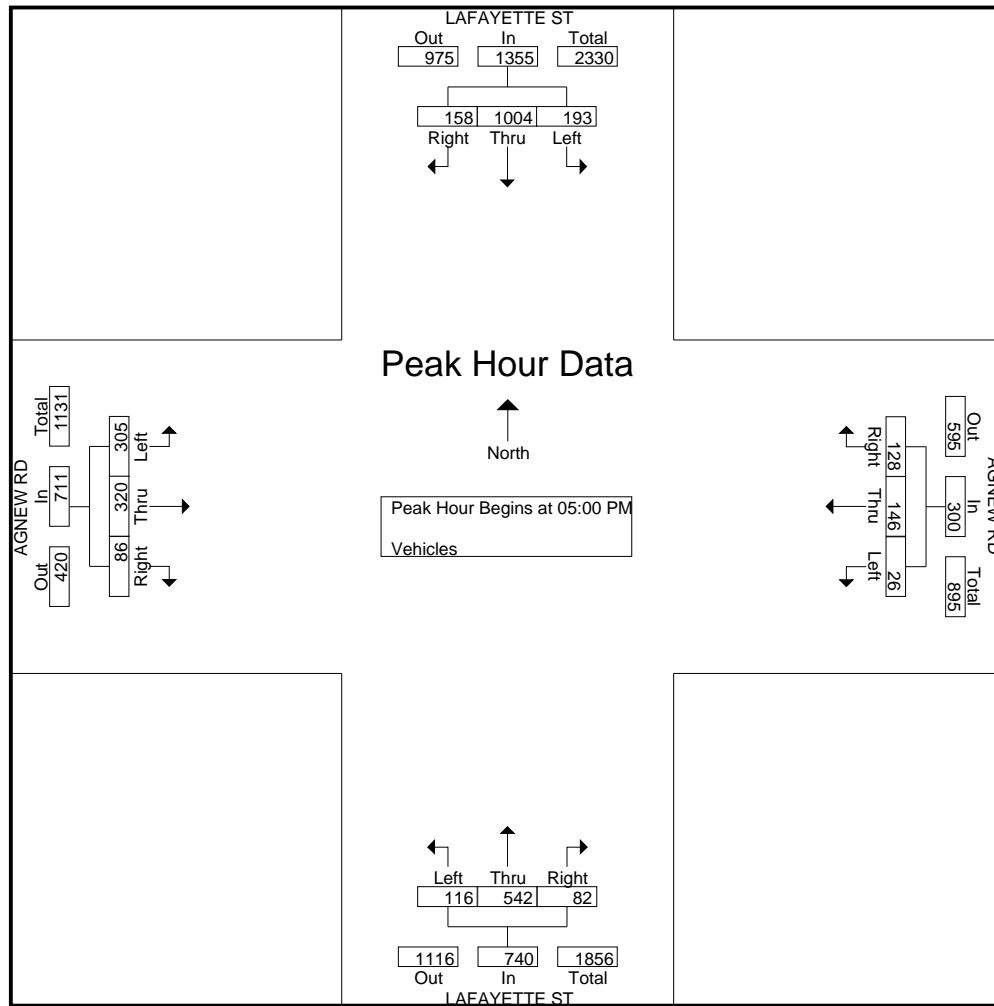 LAFAYETTE ST
Out In Total
975 1355 2330
158 1004 193
Right Thru Left
Peak Hour Data
North
Peak Hour Begins at 05:00 PM
Vehicles
AGNEW RD
Total In Out
1131 711 420
305 320 86
Left Thru Right
AGNEW RD
Out In Total
595 300 895
128 146 26
Right Thru Left
Left Thru Right
116 542 82
1116 740 1856
Out In Total
LAFAYETTE ST